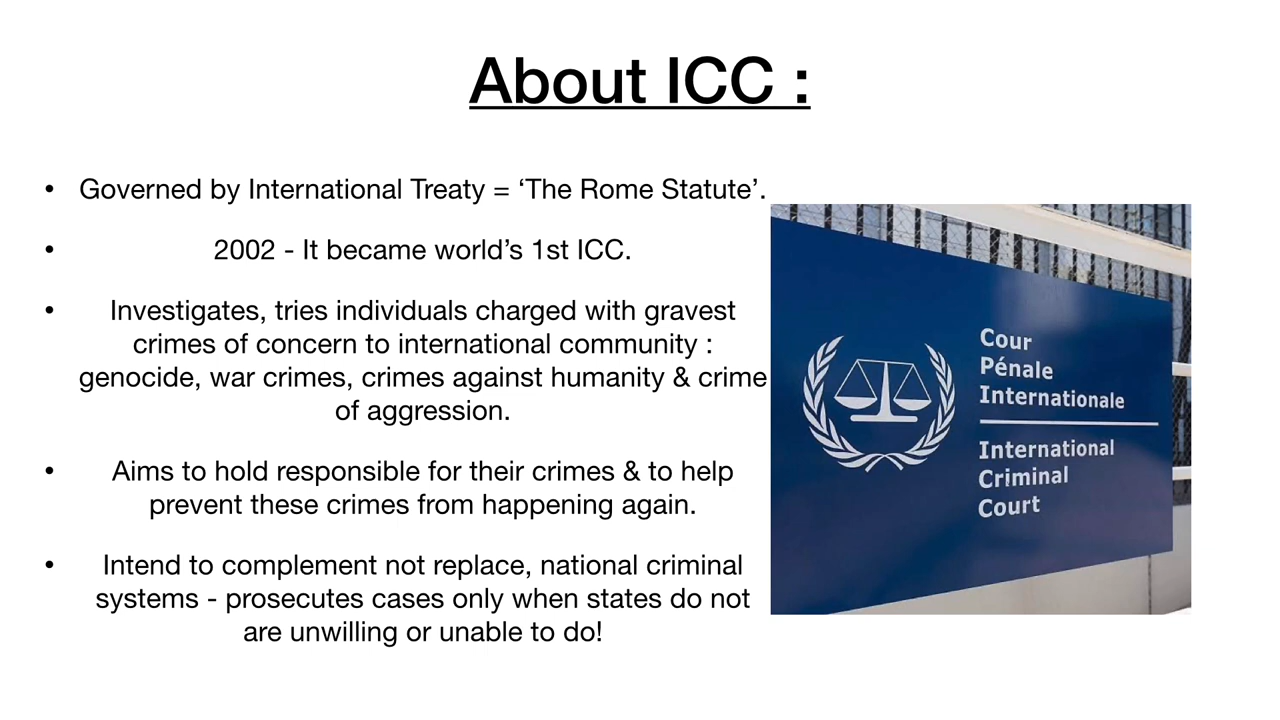 About ICC :
• Governed by International Treaty = ‘The Rome Statute’.
• 2002 - It became world’s 1st ICC.
• Investigates, tries individuals charged with gravest
crimes of concern to international community :
genocide, war crimes, crimes against humanity & crime
of aggression.
• Aims to hold responsible for their crimes & to help
prevent these crimes from happening again.
• Intend to complement not replace, national criminal
systems - prosecutes cases only when states do not
are unwilling or unable to do!
Cour
Pénale
Internationale
International
Criminal
Court